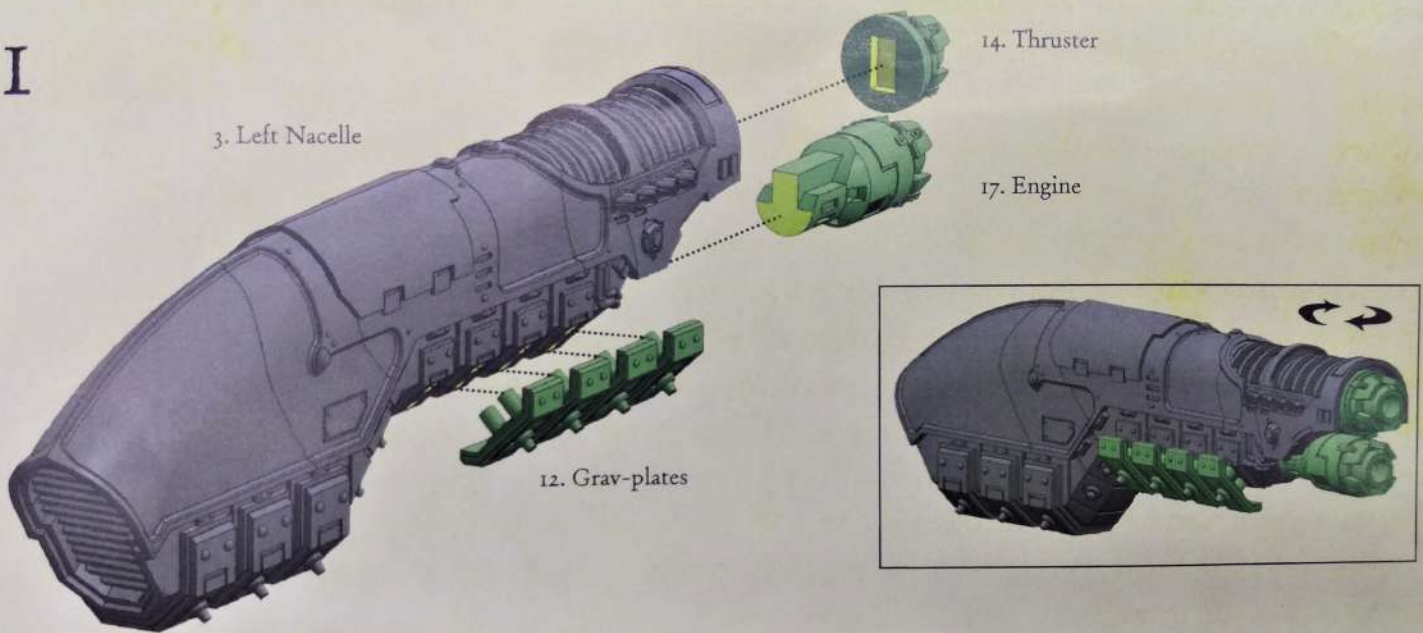 I
14. Thruster
3. Left Nacelle
17. Engine
12. Grav-plates